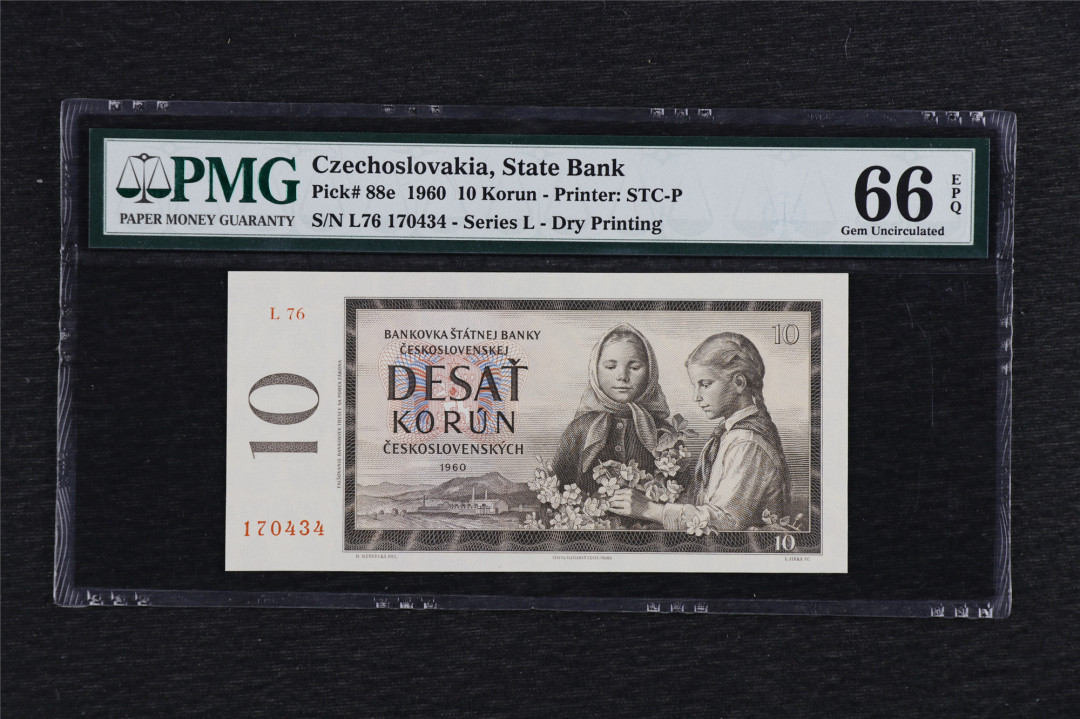 PMG
PAPER MONEY GUARANTY
Czechoslovakia, State Bank
Pick# 88e 1960 10 Korun - Printer: STC-P
S/N L76 170434 - Series L - Dry Printing
66
EPQ
Gem Uncirculated
L 76
10
170434
BANKOVKA ŠTÁTNEJ BANKY
ČESKOSLOVENSKEJ
DESAŤ
KORÚN
ČESKOSLOVENSKÝCH
1960
10
10